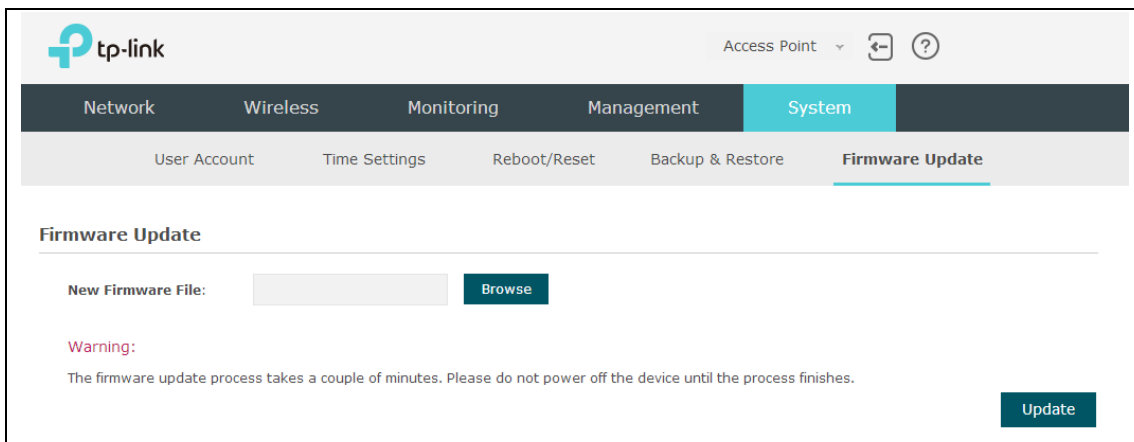 tp-link
Access Point
Network Wireless Monitoring Management System
User Account Time Settings Reboot/Reset Backup & Restore Firmware Update
Firmware Update
New Firmware File: Browse
Warning:
The firmware update process takes a couple of minutes. Please do not power off the device until the process finishes.
Update